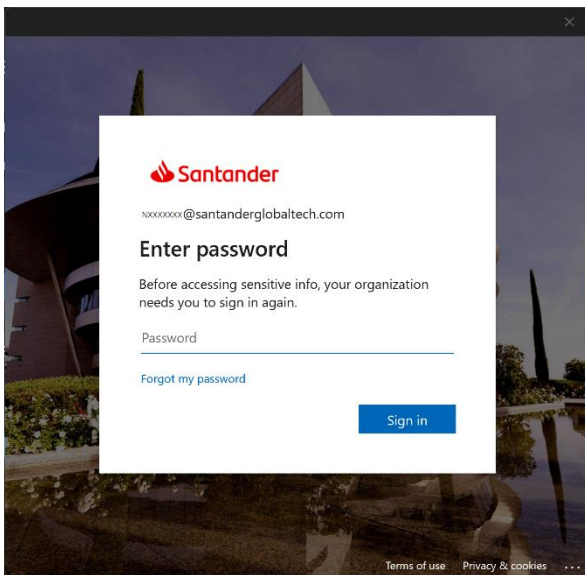 Santander
NXXXXXXX@santanderglobaltech.com
Enter password
Before accessing sensitive info, your organization
needs you to sign in again.
Password
Forgot my password
Sign in
Terms of use Privacy & cookies ...